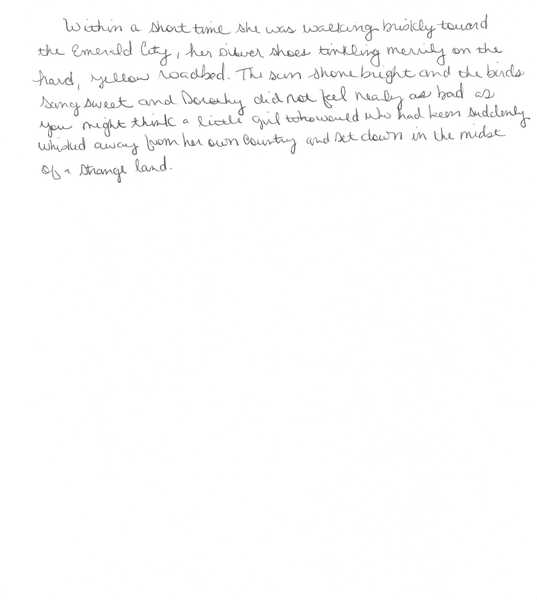 Within a short time she was walking briskly toward
the Emerald City, her silver shoes tinkling merrily on the
hard, yellow roadbed. The sun shone bright and the birds
sang sweet and Dorothy did not feel nearly as bad as
you might think a little girl who had been suddenly
whisked away from her own country and set down in the midst
of a strange land.